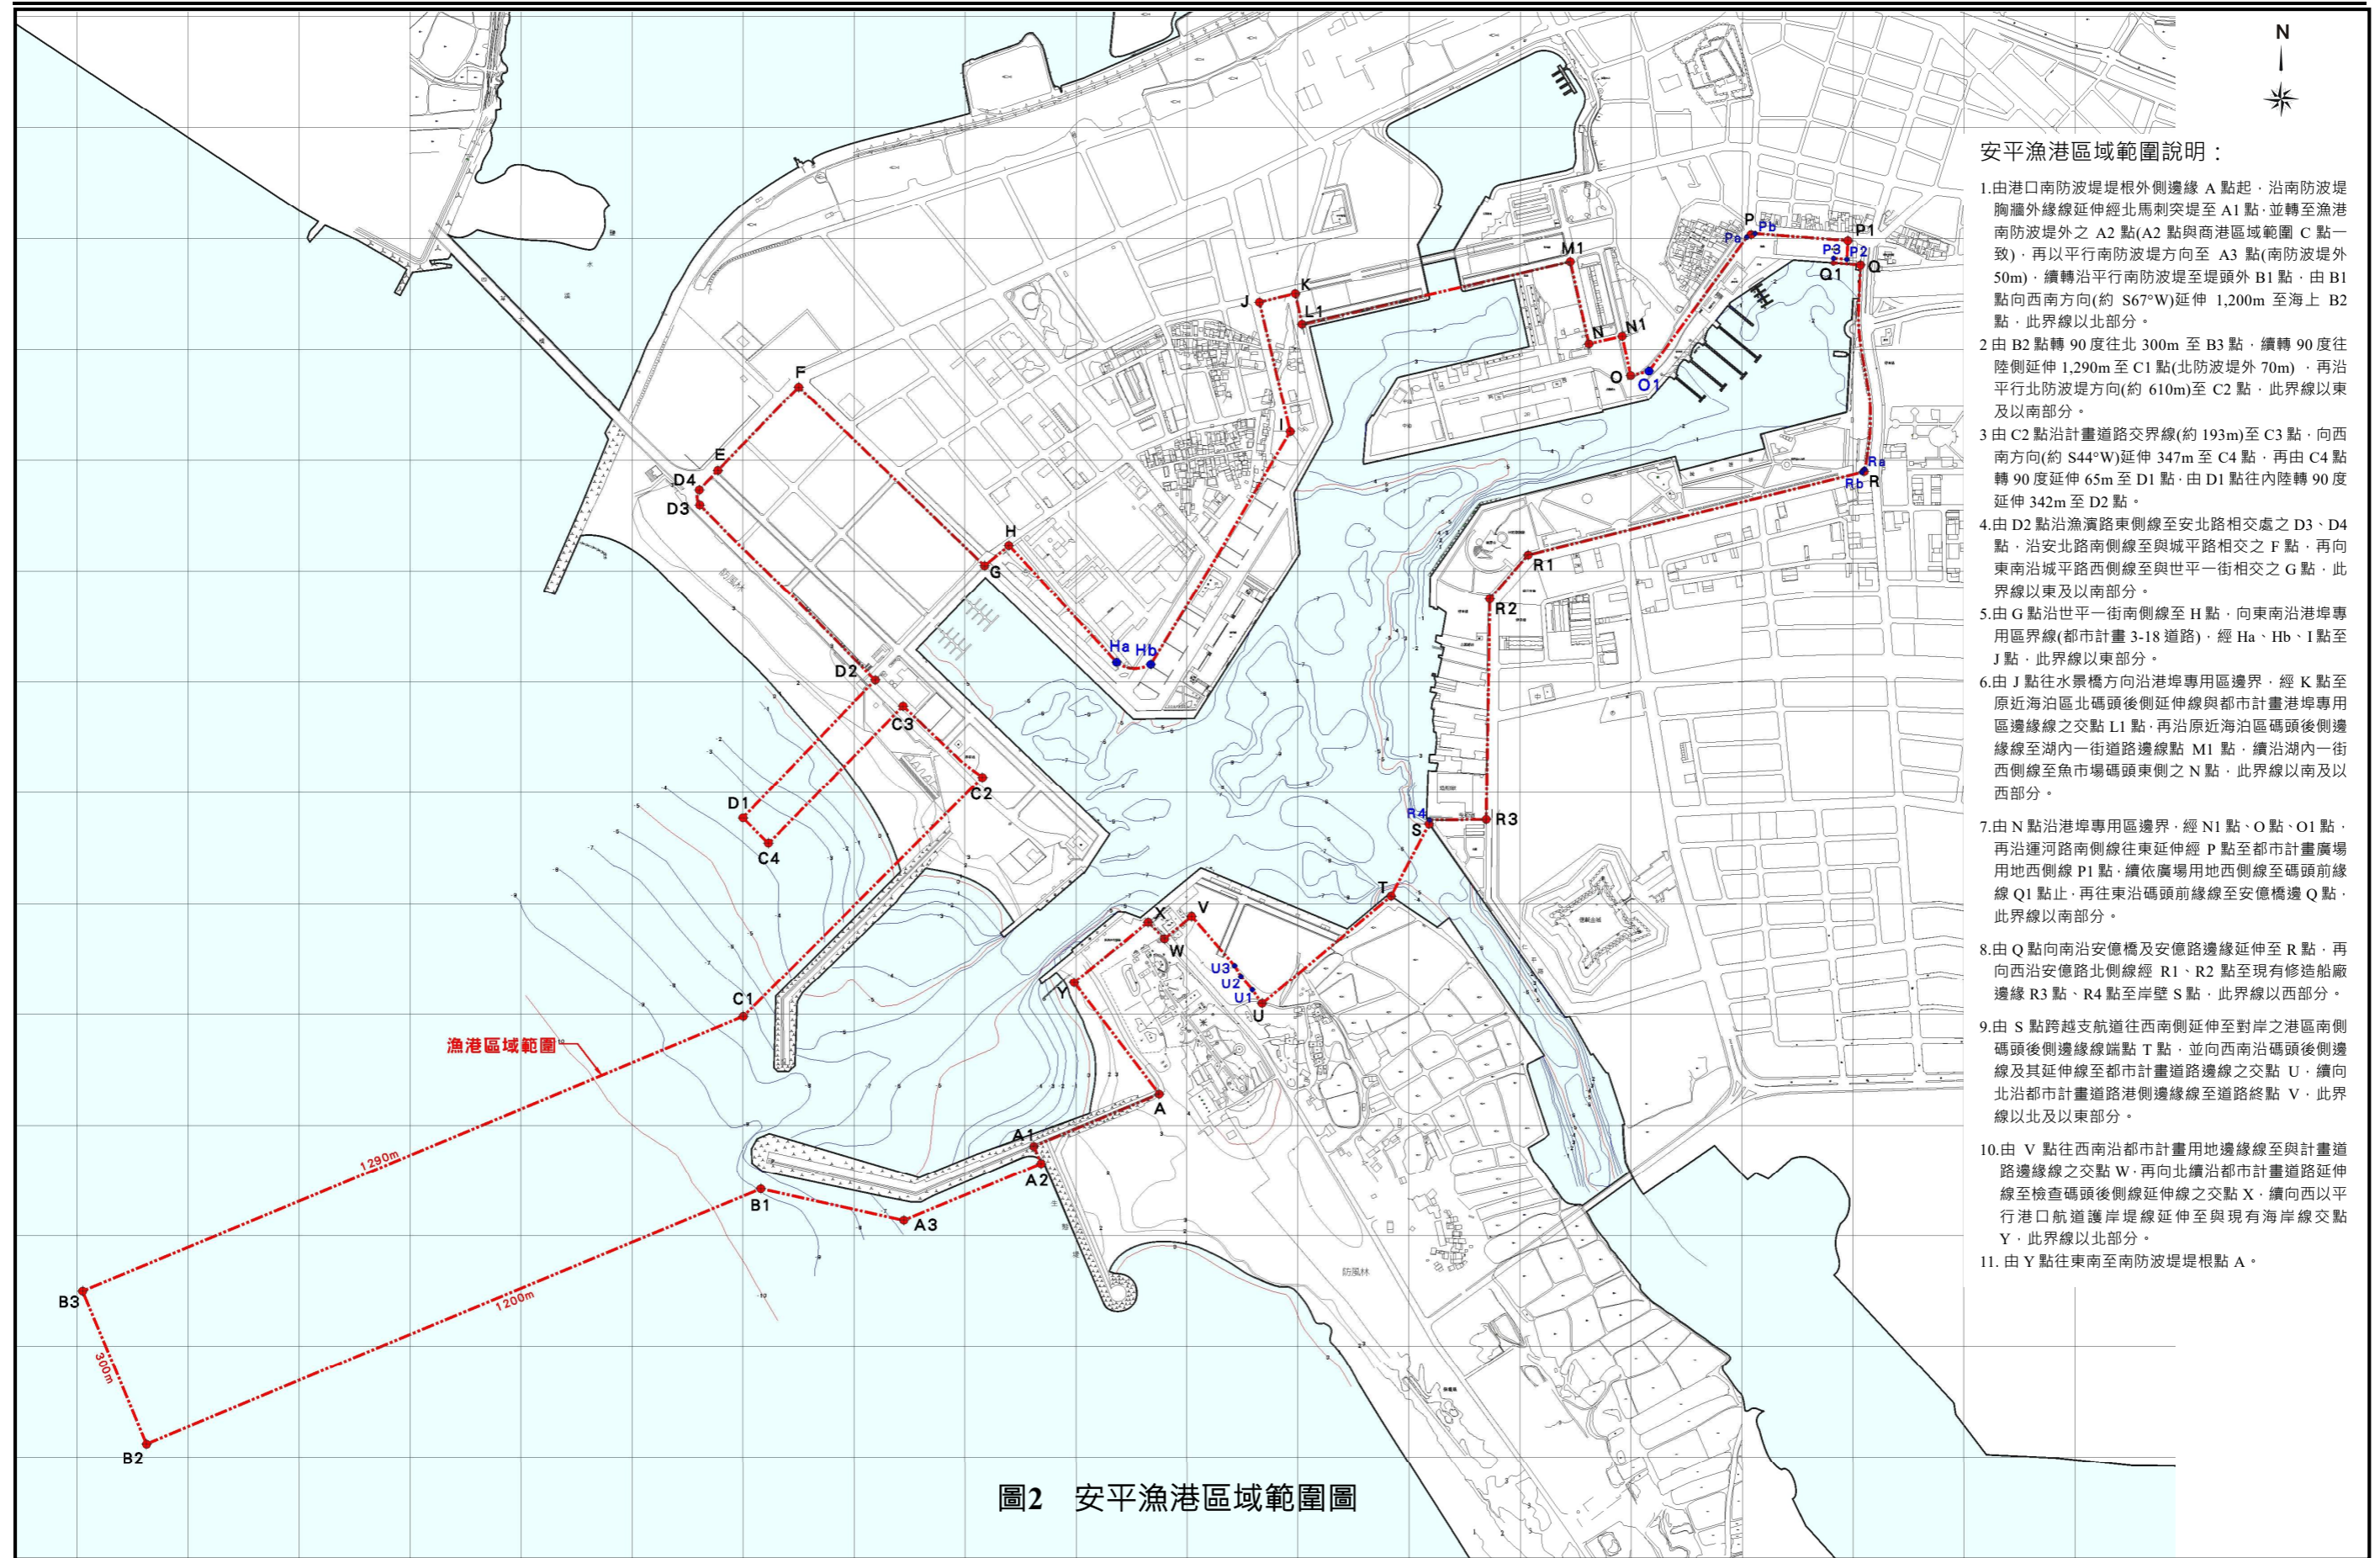 N
安平漁港區域範圍說明：
1.由港口南防波堤堤根外側邊緣 A 點起，沿南防波堤
胸牆外緣線延伸經北馬刺突堤至 A1 點，並轉至漁港
南防波堤外之 A2 點(A2 點與商港區域範圍 C 點一
致)，再以平行南防波堤方向至 A3 點(南防波堤外
50m)，續轉沿平行南防波堤至堤頭外 B1 點，由 B1
點向西南方向(約 S67°W)延伸 1,200m 至海上 B2
點，此界線以北部分。
2 由 B2 點轉 90 度往北 300m 至 B3 點，續轉 90 度往
陸側延伸 1,290m 至 C1 點(北防波堤外 70m)，再沿
平行北防波堤方向(約 610m)至 C2 點，此界線以東
及以南部分。
3 由 C2 點沿計畫道路交界線(約 193m)至 C3 點，向西
南方向(約 S44°W)延伸 347m 至 C4 點，再由 C4 點
轉 90 度延伸 65m 至 D1 點，由 D1 點往內陸轉 90 度
延伸 342m 至 D2 點。
4.由 D2 點沿漁濱路東側線至安北路相交處之 D3、D4
點，沿安北路南側線至與城平路相交之 F 點，再向
東南沿城平路西側線至與世平一街相交之 G 點，此
界線以東及以南部分。
5.由 G 點沿世平一街南側線至 H 點，向東南沿港埠專
用區界線(都市計畫 3-18 道路)，經 Ha、Hb、I 點至
J 點，此界線以東部分。
6.由 J 點往水景橋方向沿港埠專用區邊界，經 K 點至
原近海泊區北碼頭後側延伸線與都市計畫港埠專用
區邊緣線之交點 L1 點，再沿原近海泊區碼頭後側邊
緣線至湖內一街道路邊線點 M1 點，續沿湖內一街
西側線至魚市場碼頭東側之 N 點，此界線以南及以
西部分。
7.由 N 點沿港埠專用區邊界，經 N1 點、O 點、O1 點，
再沿運河路南側線往東延伸經 P 點至都市計畫廣場
用地西側線 P1 點，續依廣場用地西側線至碼頭前緣
線 Q1 點止，再往東沿碼頭前緣線至安億橋邊 Q 點，
此界線以南部分。
8.由 Q 點向南沿安億橋及安億路邊緣延伸至 R 點，再
向西沿安億路北側線經 R1、R2 點至現有修造船廠
邊緣 R3 點、R4 點至岸壁 S 點，此界線以西部分。
9.由 S 點跨越支航道往西南側延伸至對岸之港區南側
碼頭後側邊緣線端點 T 點，並向西南沿碼頭後側邊
線及其延伸線至都市計畫道路邊線之交點 U，續向
北沿都市計畫道路港側邊緣線至道路終點 V，此界
線以北及以東部分。
10.由 V 點往西南沿都市計畫用地邊緣線至與計畫道
路邊緣線之交點 W，再向北續沿都市計畫道路延伸
線至檢查碼頭後側線延伸線之交點 X，續向西以平
行港口航道護岸堤線延伸至與現有海岸線交點
Y，此界線以北部分。
11. 由 Y 點往東南至南防波堤堤根點 A。
P
Pb
Pa
P1
P3
P2
Q1
Q
M1
K
J
L1
N
N1
O
O1
F
I
E
D4
D3
Ra
Rb
R
H
G
R1
R2
Ha
Hb
D2
C3
C2
D1
C4
R4
R3
S
T
X
V
W
U3
U2
U1
U
Y
C1
漁港區域範圍
A
A1
A2
B1
A3
1290m
1200m
300m
B3
B2
防風林
防風林
億載金城
圖2 安平漁港區域範圍圖